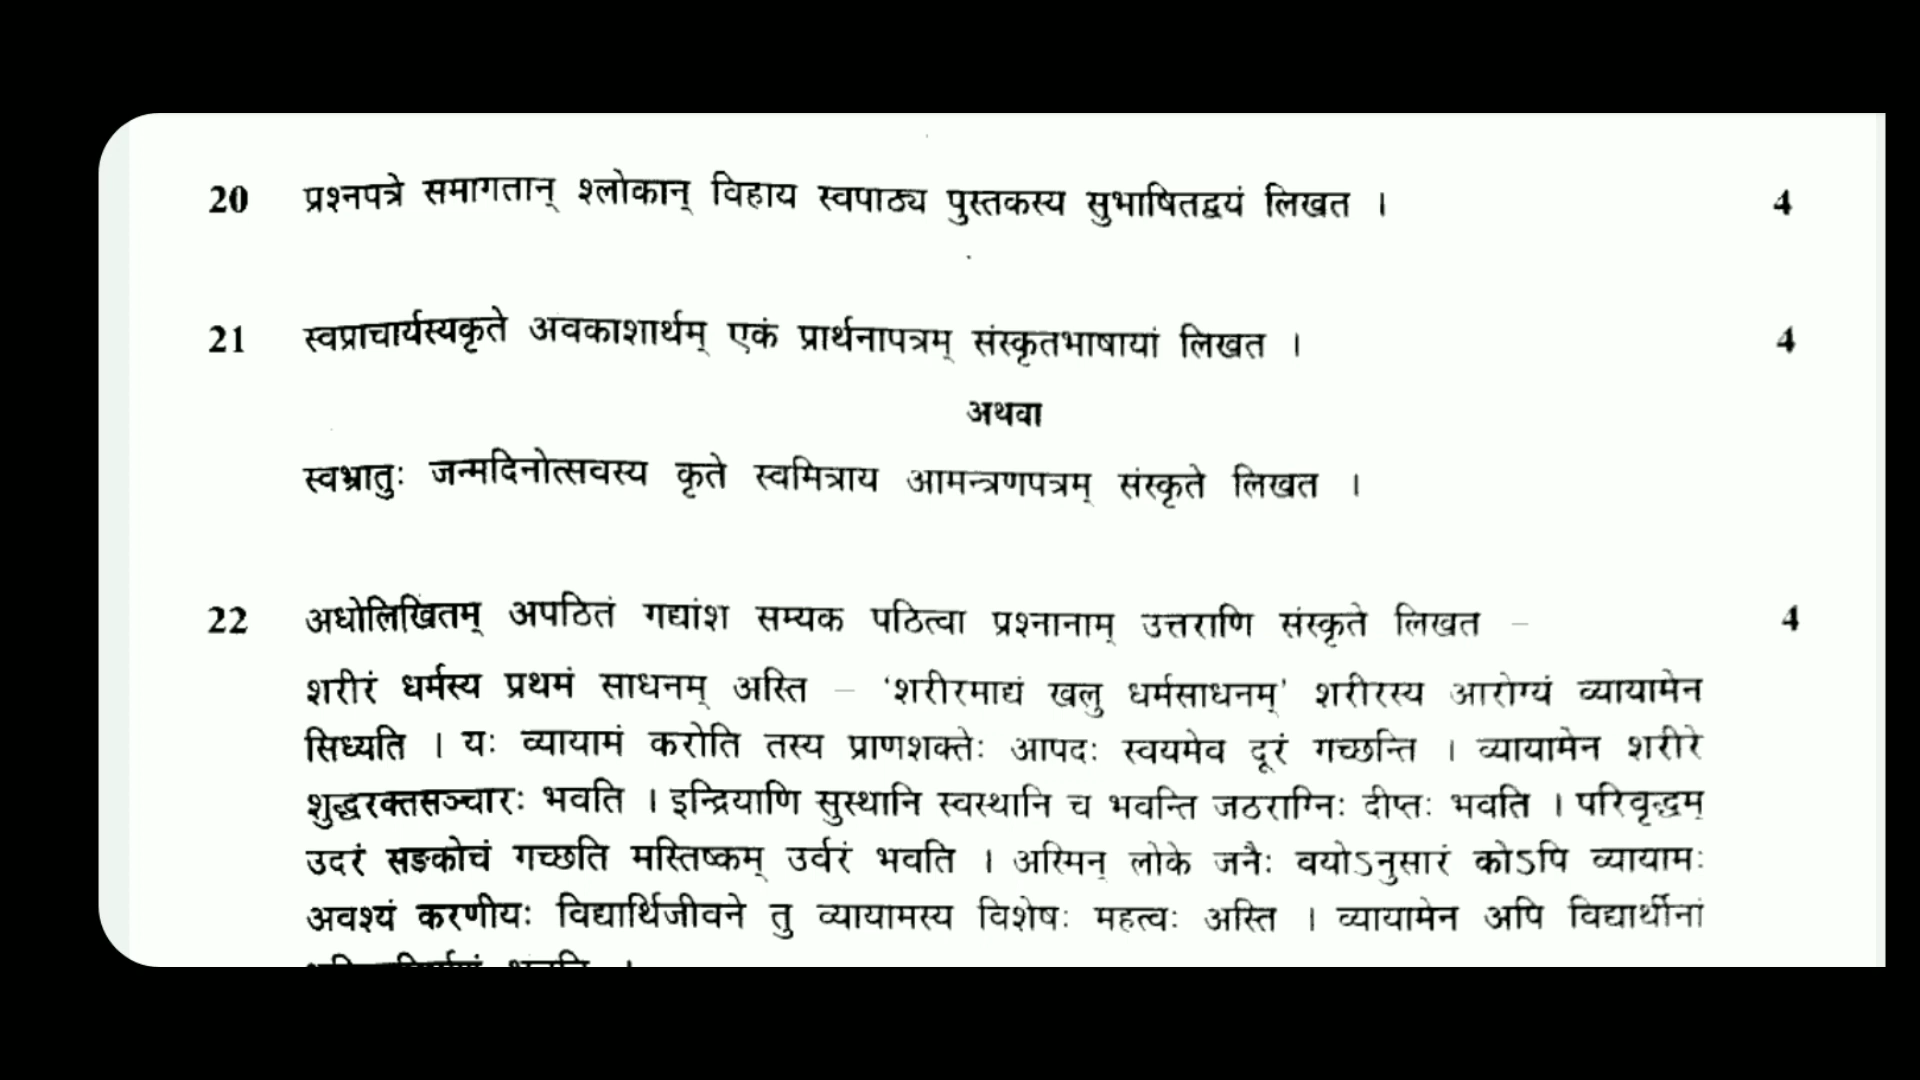 20 प्रश्नपत्रे समागतान् श्लोकान् विहाय स्वपाठ्य पुस्तकस्य सुभाषितद्वयं लिखत । 4
21 स्वप्राचार्यस्यकृते अवकाशार्थम् एकं प्रार्थनापत्रम् संस्कृतभाषायां लिखत । 4
अथवा
स्वभ्रातुः जन्मदिनोत्सवस्य कृते स्वमित्राय आमन्त्रणपत्रम् संस्कृते लिखत ।
22 अधोलिखितम् अपठितं गद्यांश सम्यक पठित्वा प्रश्नानाम् उत्तराणि संस्कृते लिखत – 4
शरीरं धर्मस्य प्रथमं साधनम् अस्ति – ‘शरीरमाद्यं खलु धर्मसाधनम्’ शरीरस्य आरोग्यं व्यायामेन
सिध्यति । यः व्यायामं करोति तस्य प्राणशक्तेः आपदः स्वयमेव दूरं गच्छन्ति । व्यायामेन शरीरे
शुद्धरक्तसञ्चारः भवति । इन्द्रियाणि सुस्थानि स्वस्थानि च भवन्ति जठराग्निः दीप्तः भवति । परिवृद्धम्
उदरं सङकोचं गच्छति मस्तिष्कम् उर्वरं भवति । अस्मिन् लोके जनैः वयोऽनुसारं कोऽपि व्यायामः
अवश्यं करणीयः विद्यार्थिजीवने तु व्यायामस्य विशेषः महत्वः अस्ति । व्यायामेन अपि विद्यार्थीनां